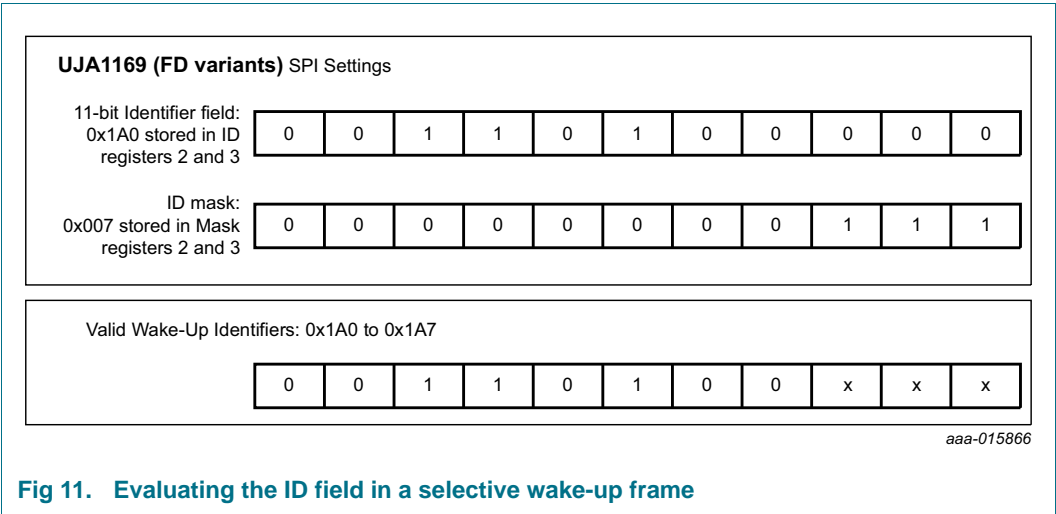 UJA1169 (FD variants) SPI Settings
11-bit Identifier field:
0x1A0 stored in ID
registers 2 and 3
0 0 1 1 0 1 0 0 0 0 0
ID mask:
0x007 stored in Mask
registers 2 and 3
0 0 0 0 0 0 0 0 1 1 1
Valid Wake-Up Identifiers: 0x1A0 to 0x1A7
0 0 1 1 0 1 0 0 x x x
aaa-015866
Fig 11. Evaluating the ID field in a selective wake-up frame